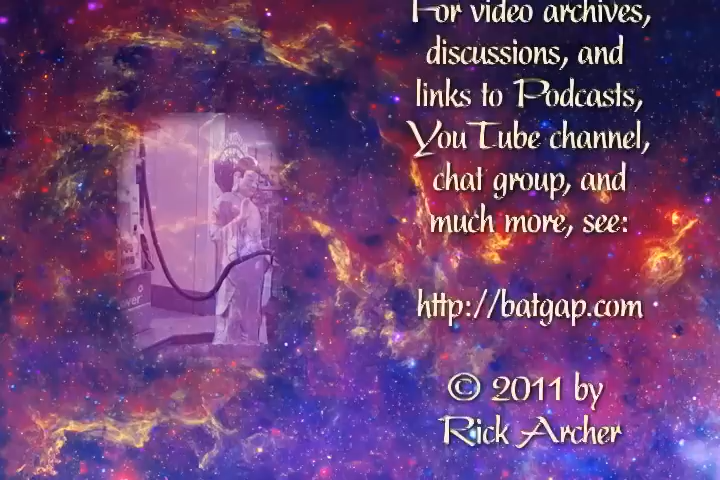 For video archives,
discussions, and
links to Podcasts,
YouTube channel,
chat group, and
much more, see:
http://batgap.com
© 2011 by
Rick Archer